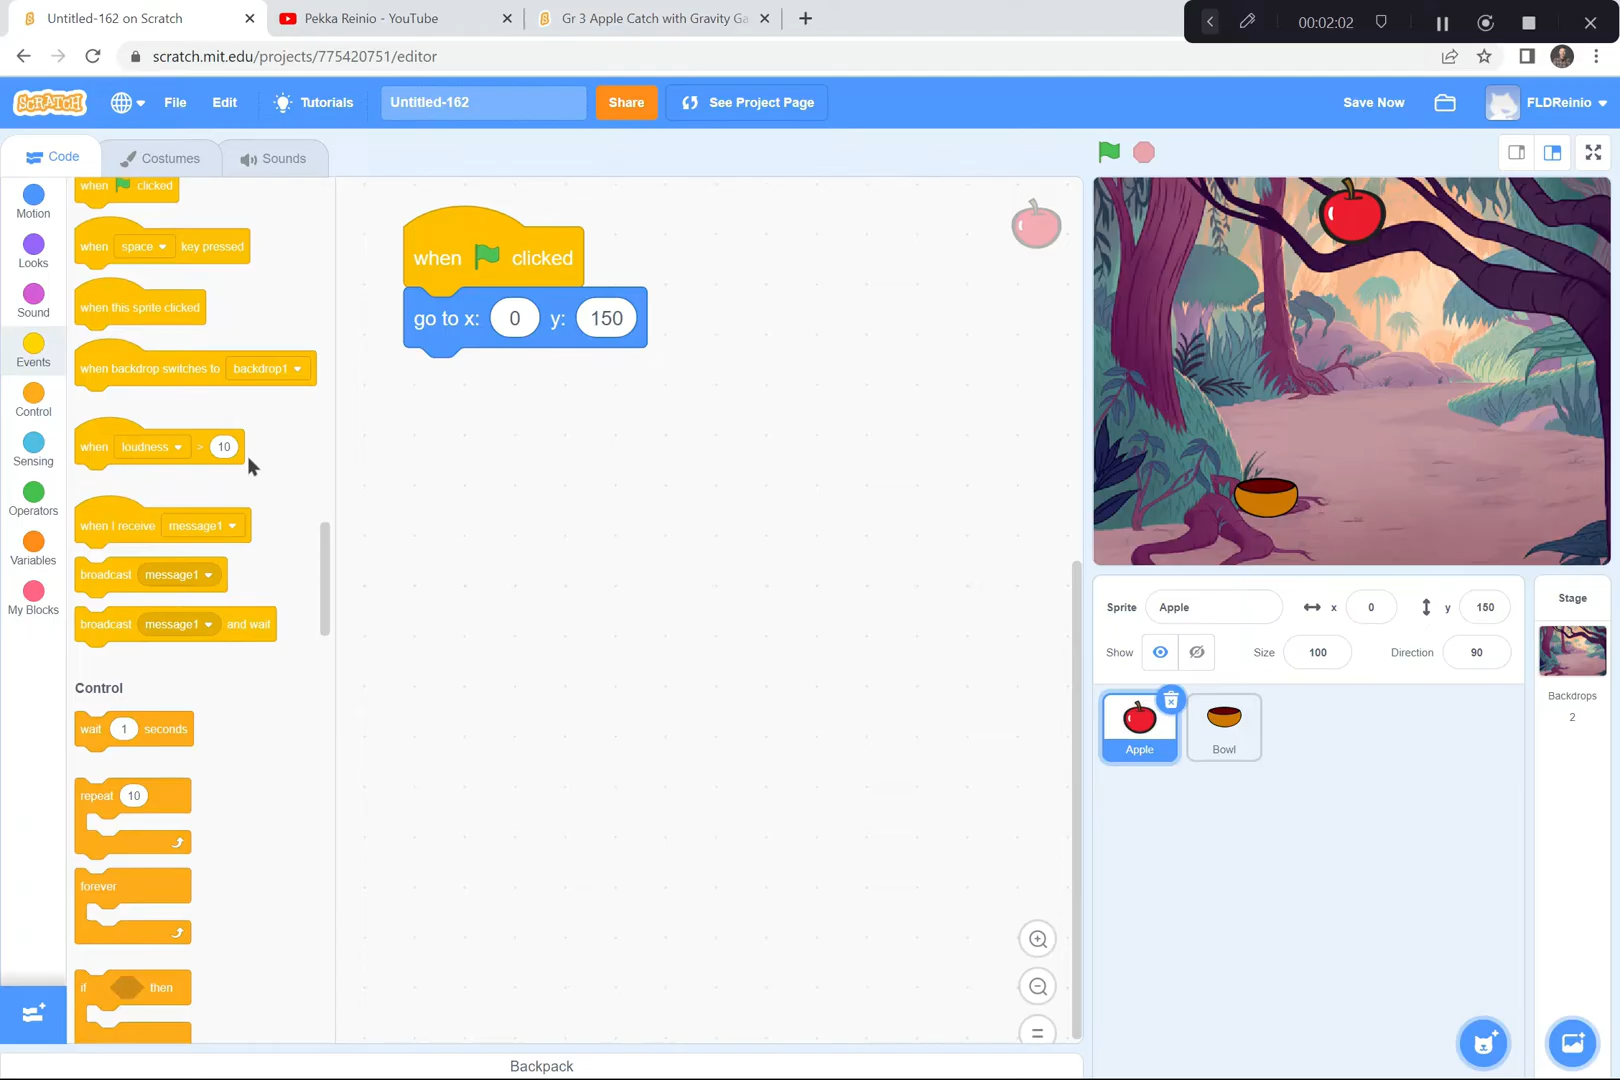 Untitled-162 on Scratch
Pekka Reinio - YouTube
Gr 3 Apple Catch with Gravity Ga
00:02:02
scratch.mit.edu/projects/775420751/editor
SCRATCH
File
Edit
Tutorials
Untitled-162
Share
See Project Page
Save Now
FLDReinio
Code
Costumes
Sounds
Motion
Looks
Sound
Events
Control
Sensing
Operators
Variables
My Blocks
when clicked
when space key pressed
when this sprite clicked
when backdrop switches to backdrop1
when loudness > 10
when I receive message1
broadcast message1
broadcast message1 and wait
Control
wait 1 seconds
repeat 10
forever
if then
when clicked
go to x: 0 y: 150
Sprite Apple x 0 y 150
Show Size 100 Direction 90
Apple
Bowl
Stage
Backdrops
2
Backpack